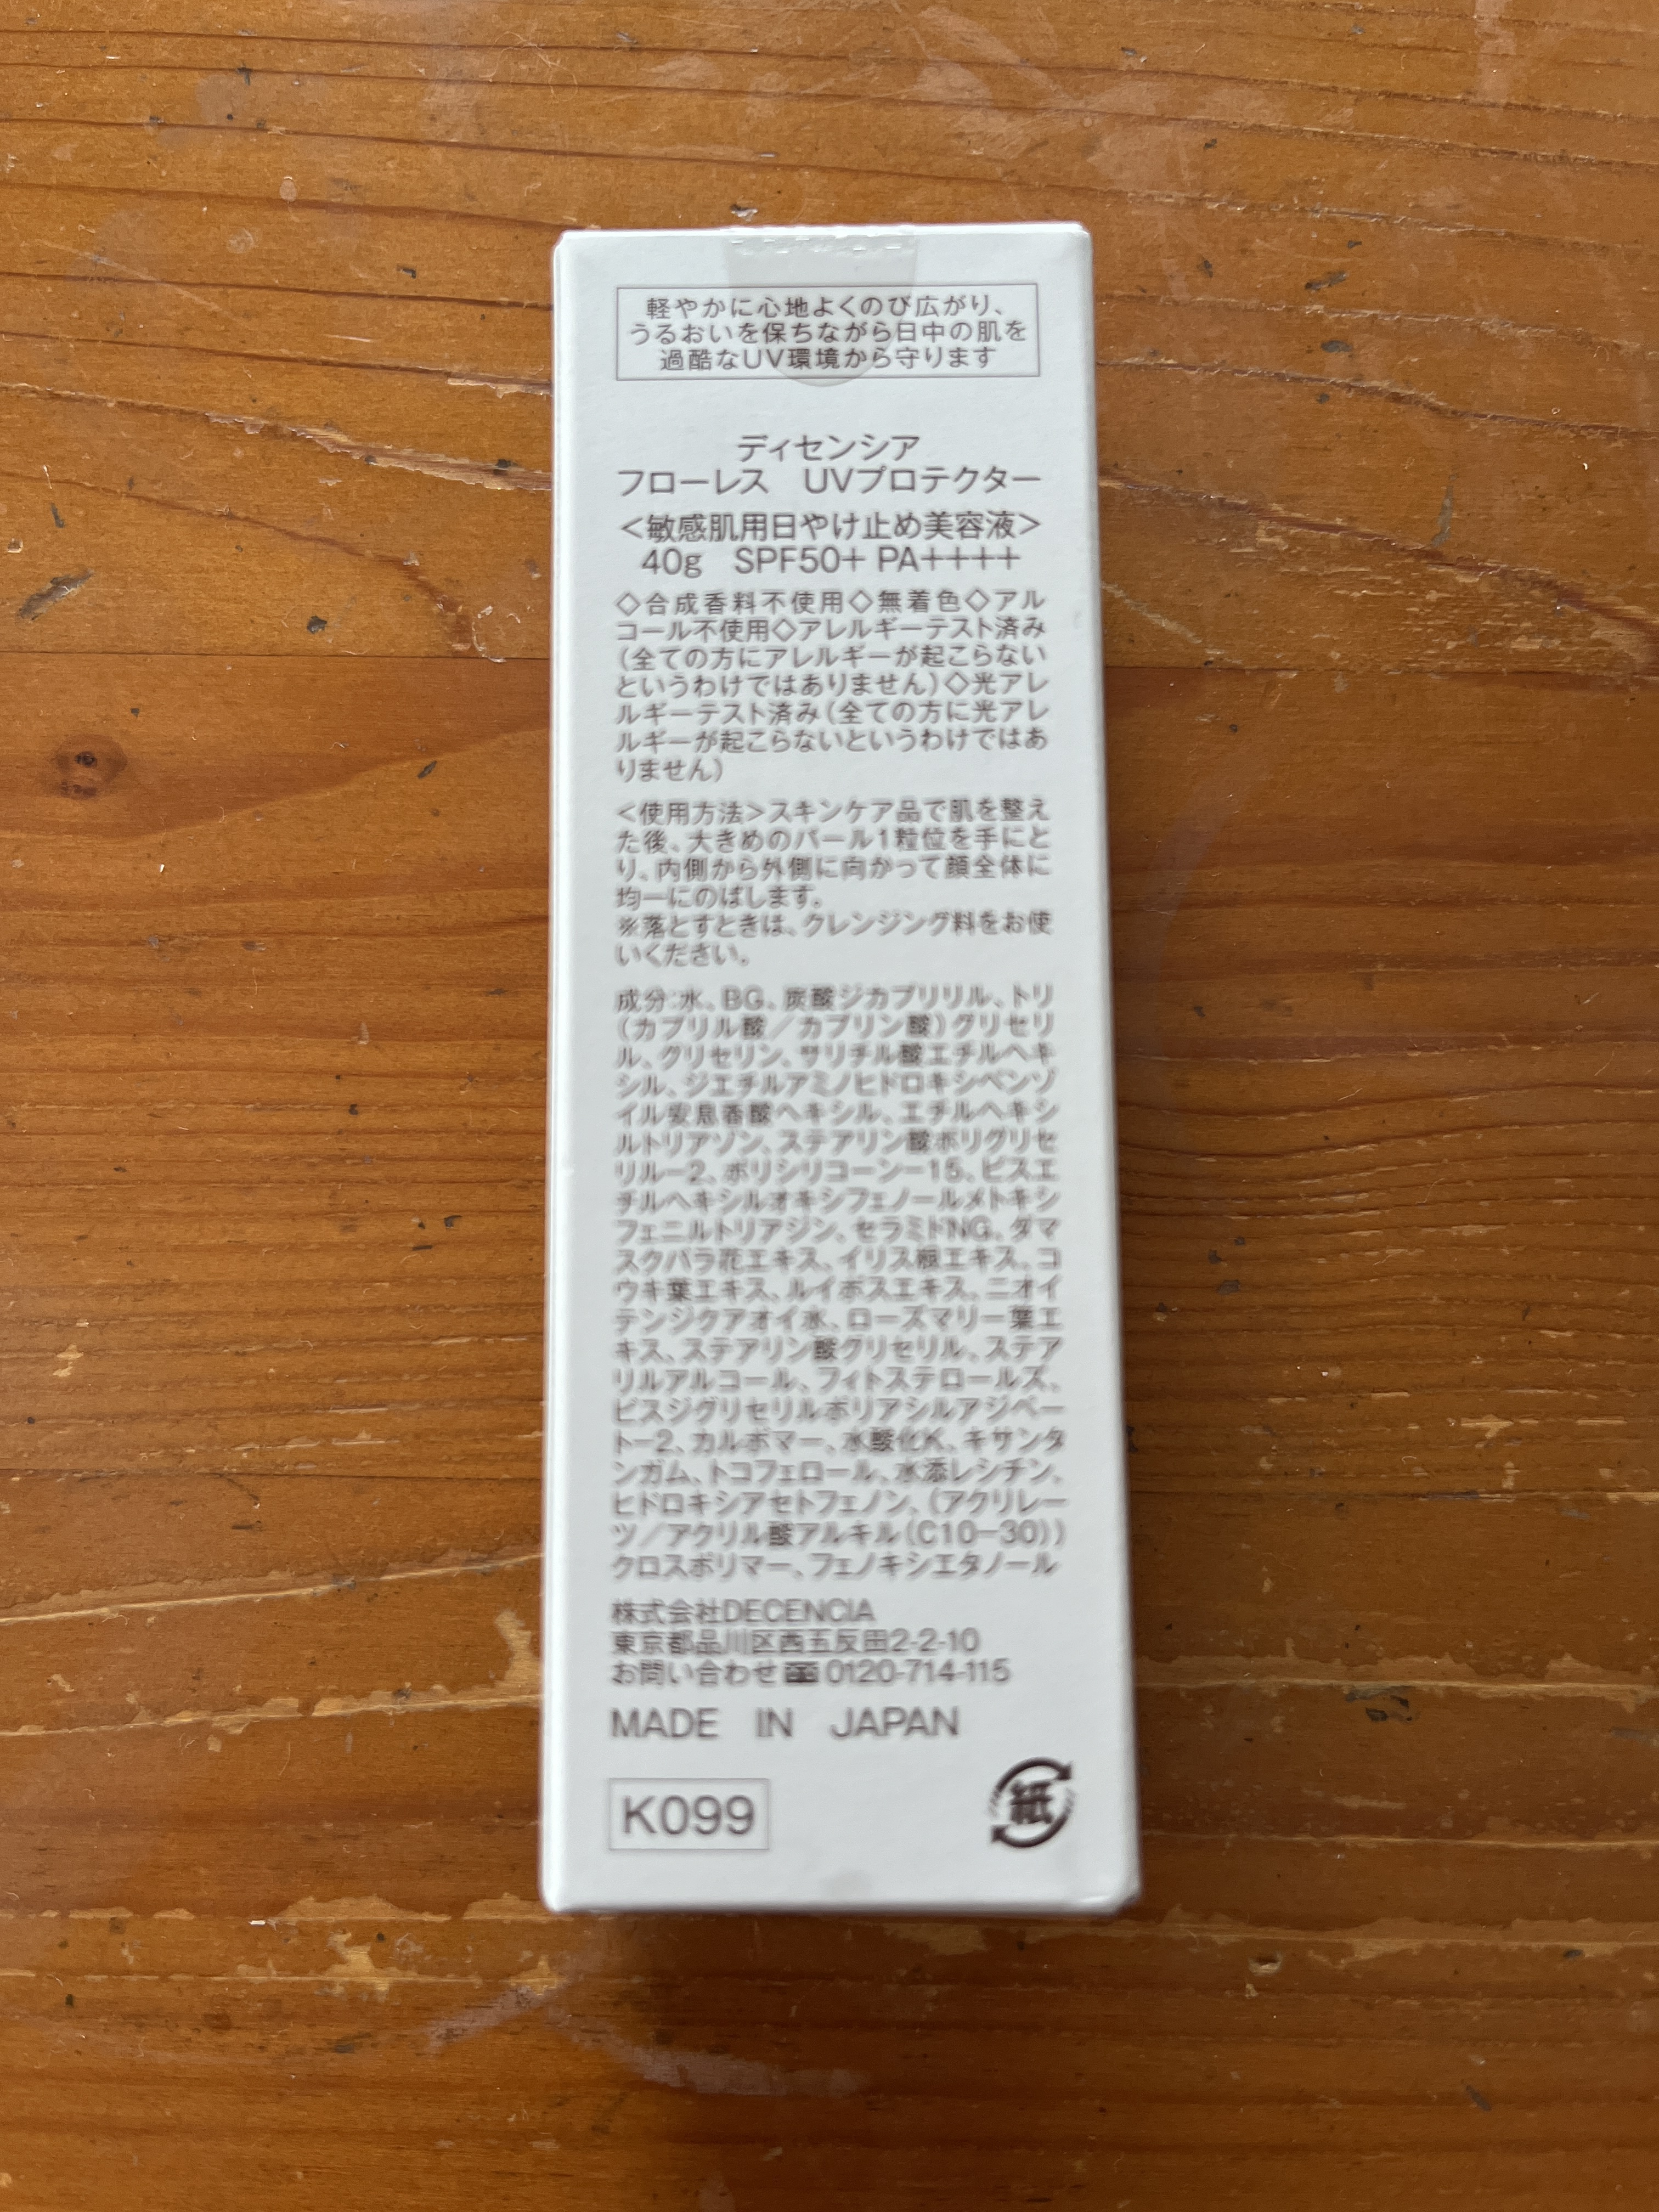 軽やかに心地よくのび広がり、
うるおいを保ちながら日中の肌を
過酷なUV環境から守ります
ディセンシア
フローレス　UVプロテクター
＜敏感肌用日やけ止め美容液＞
40g　SPF50+ PA++++
◇合成香料不使用◇無着色◇アル
コール不使用◇アレルギーテスト済み
（全ての方にアレルギーが起こらない
というわけではありません）◇光アレ
ルギーテスト済み（全ての方に光アレ
ルギーが起こらないというわけではあ
りません）
＜使用方法＞スキンケア品で肌を整え
た後、大きめのパール1粒位を手にと
り、内側から外側に向かって顔全体に
均一にのばします。
※落とすときは、クレンジング料をお使
いください。
成分：水、BG、炭酸ジカプリリル、トリ
（カプリル酸／カプリン酸）グリセリ
ル、グリセリン、サリチル酸エチルヘキ
シル、ジエチルアミノヒドロキシベンゾ
イル安息香酸ヘキシル、エチルヘキシ
ルトリアゾン、ステアリン酸ポリグリセ
リル－2、ポリシリコーン－15、ビスエ
チルヘキシルオキシフェノールメトキシ
フェニルトリアジン、セラミドNG、ダマ
スクバラ花エキス、イリス根エキス、コ
ウキ葉エキス、ルイボスエキス、ニオイ
テンジクアオイ水、ローズマリー葉エ
キス、ステアリン酸グリセリル、ステア
リルアルコール、フィトステロールズ、
ビスジグリセリルポリアシルアジペー
ト－2、カルボマー、水酸化K、キサンタ
ンガム、トコフェロール、水添レシチン、
ヒドロキシアセトフェノン、（アクリレー
ツ／アクリル酸アルキル（C10－30））
クロスポリマー、フェノキシエタノール
株式会社DECENCIA
東京都品川区西五反田2-2-10
お問い合わせ 0120-714-115
MADE IN JAPAN
K099
紙